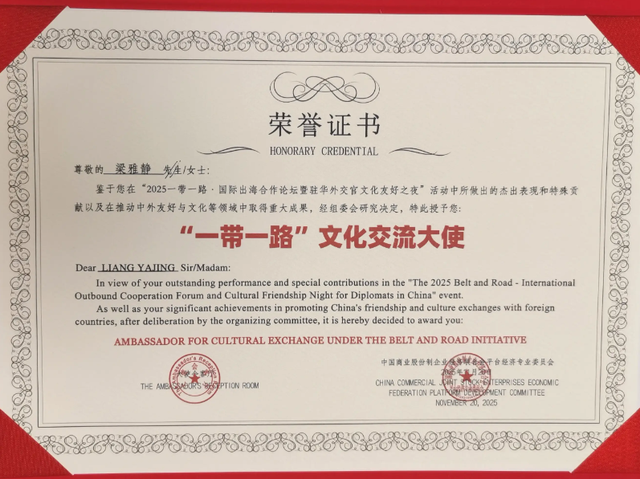 荣誉证书
HONORARY CREDENTIAL
尊敬的 梁雅静 先生/女士：
鉴于您在“2025一带一路·国际出海合作论坛暨驻华外交官文化友好之夜”活动中所做出的杰出表现和特殊贡
献以及在推动中外友好与文化等领域中取得重大成果，经组委会研究决定，特此授予您：
“一带一路”文化交流大使
Dear LIANG YAJING Sir/Madam:
In view of your outstanding performance and special contributions in the "The 2025 Belt and Road - International
Outbound Cooperation Forum and Cultural Friendship Night for Diplomats in China" event.
As well as your significant achievements in promoting China's friendship and culture exchanges with foreign
countries, after deliberation by the organizing committee, it is hereby decided to award you:
AMBASSADOR FOR CULTURAL EXCHANGE UNDER THE BELT AND ROAD INITIATIVE
THE AMBASSADOR'S RECEPTION ROOM
中国商业股份制企业 平台经济专业委员会
CHINA COMMERCIAL JOINT STOCK ENTERPRISES ECONOMIC
FEDERATION PLATFORM DEVELOPMENT COMMITTEE
NOVEMBER 20, 2025